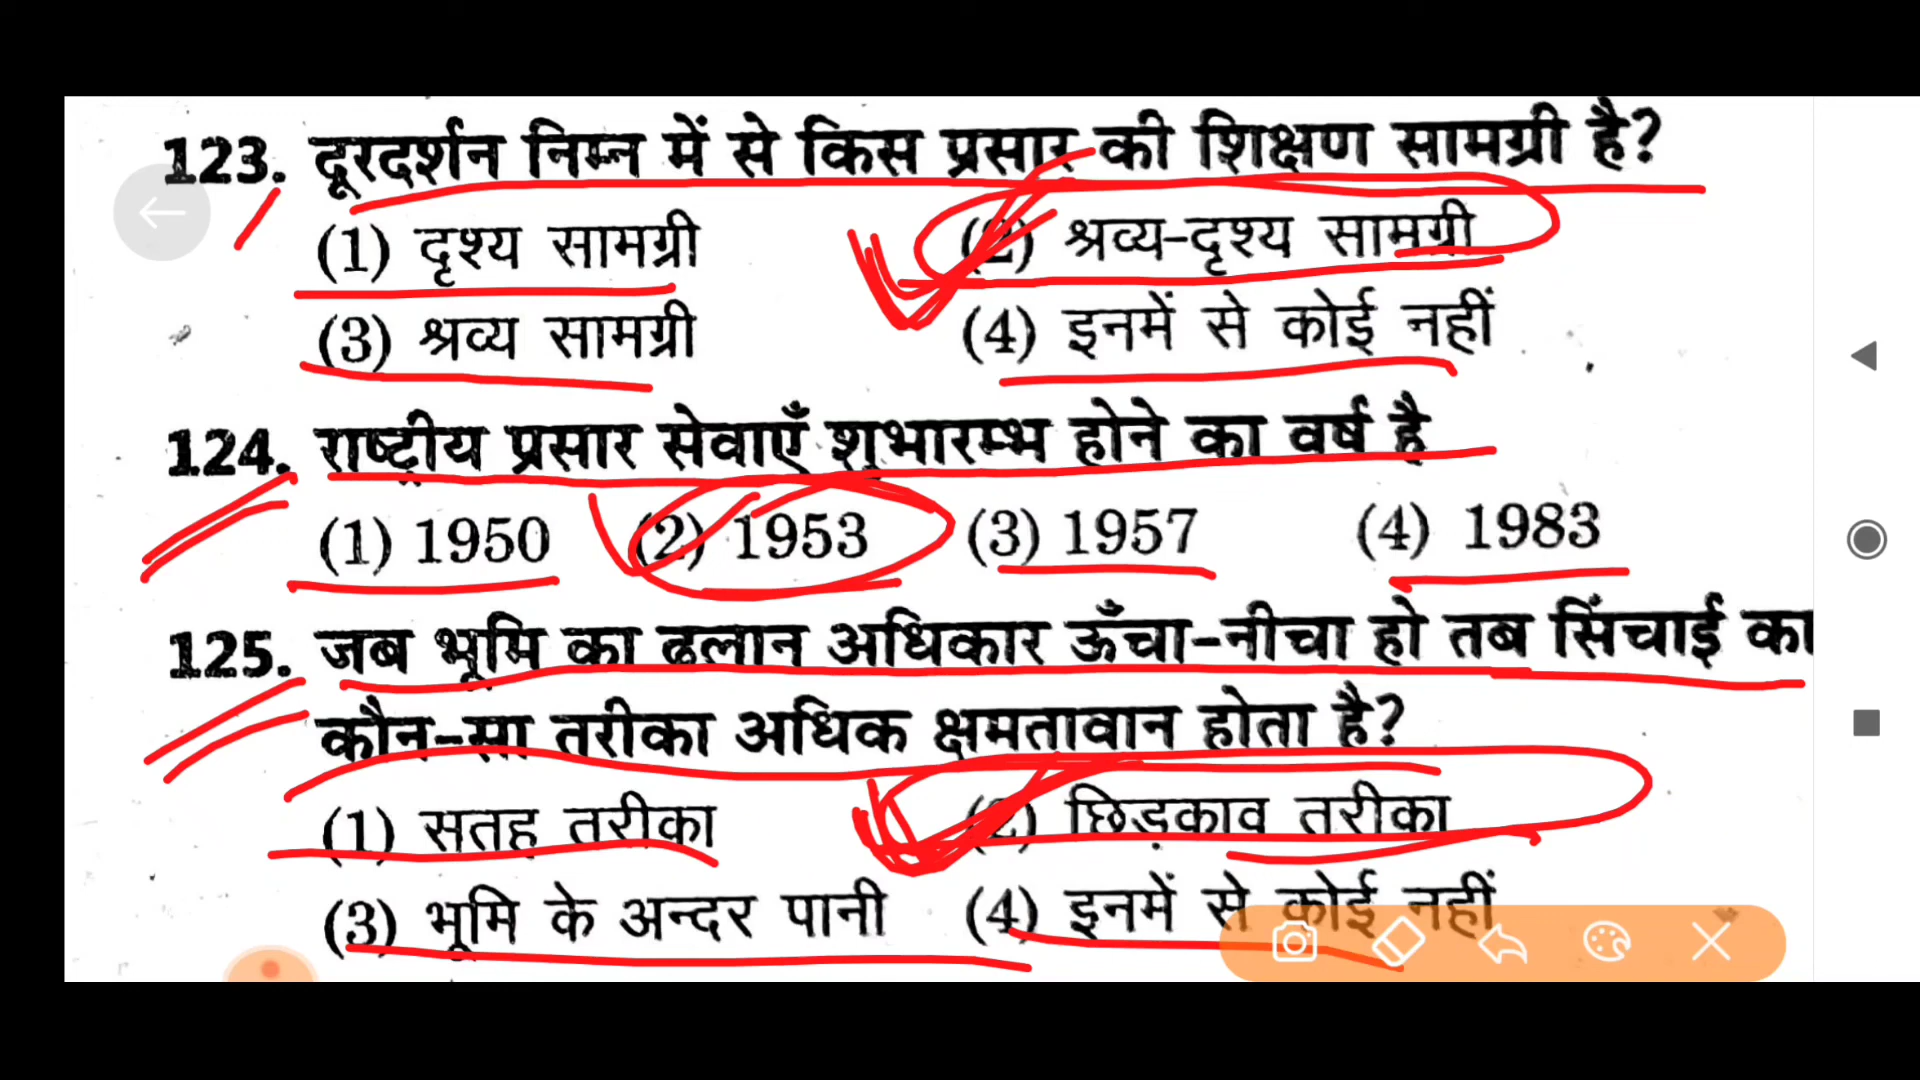 123. दूरदर्शन निम्न में से किस प्रसार की शिक्षण सामग्री है?
(1) दृश्य सामग्री (2) श्रव्य-दृश्य सामग्री
(3) श्रव्य सामग्री (4) इनमें से कोई नहीं
124. राष्ट्रीय प्रसार सेवाएँ शुभारम्भ होने का वर्ष है
(1) 1950 (2) 1953 (3) 1957 (4) 1983
125. जब भूमि का ढलान अधिकार ऊँचा-नीचा हो तब सिंचाई का
कौन-सा तरीका अधिक क्षमतावान होता है?
(1) सतह तरीका (2) छिड़काव तरीका
(3) भूमि के अन्दर पानी (4) इनमें से कोई नहीं